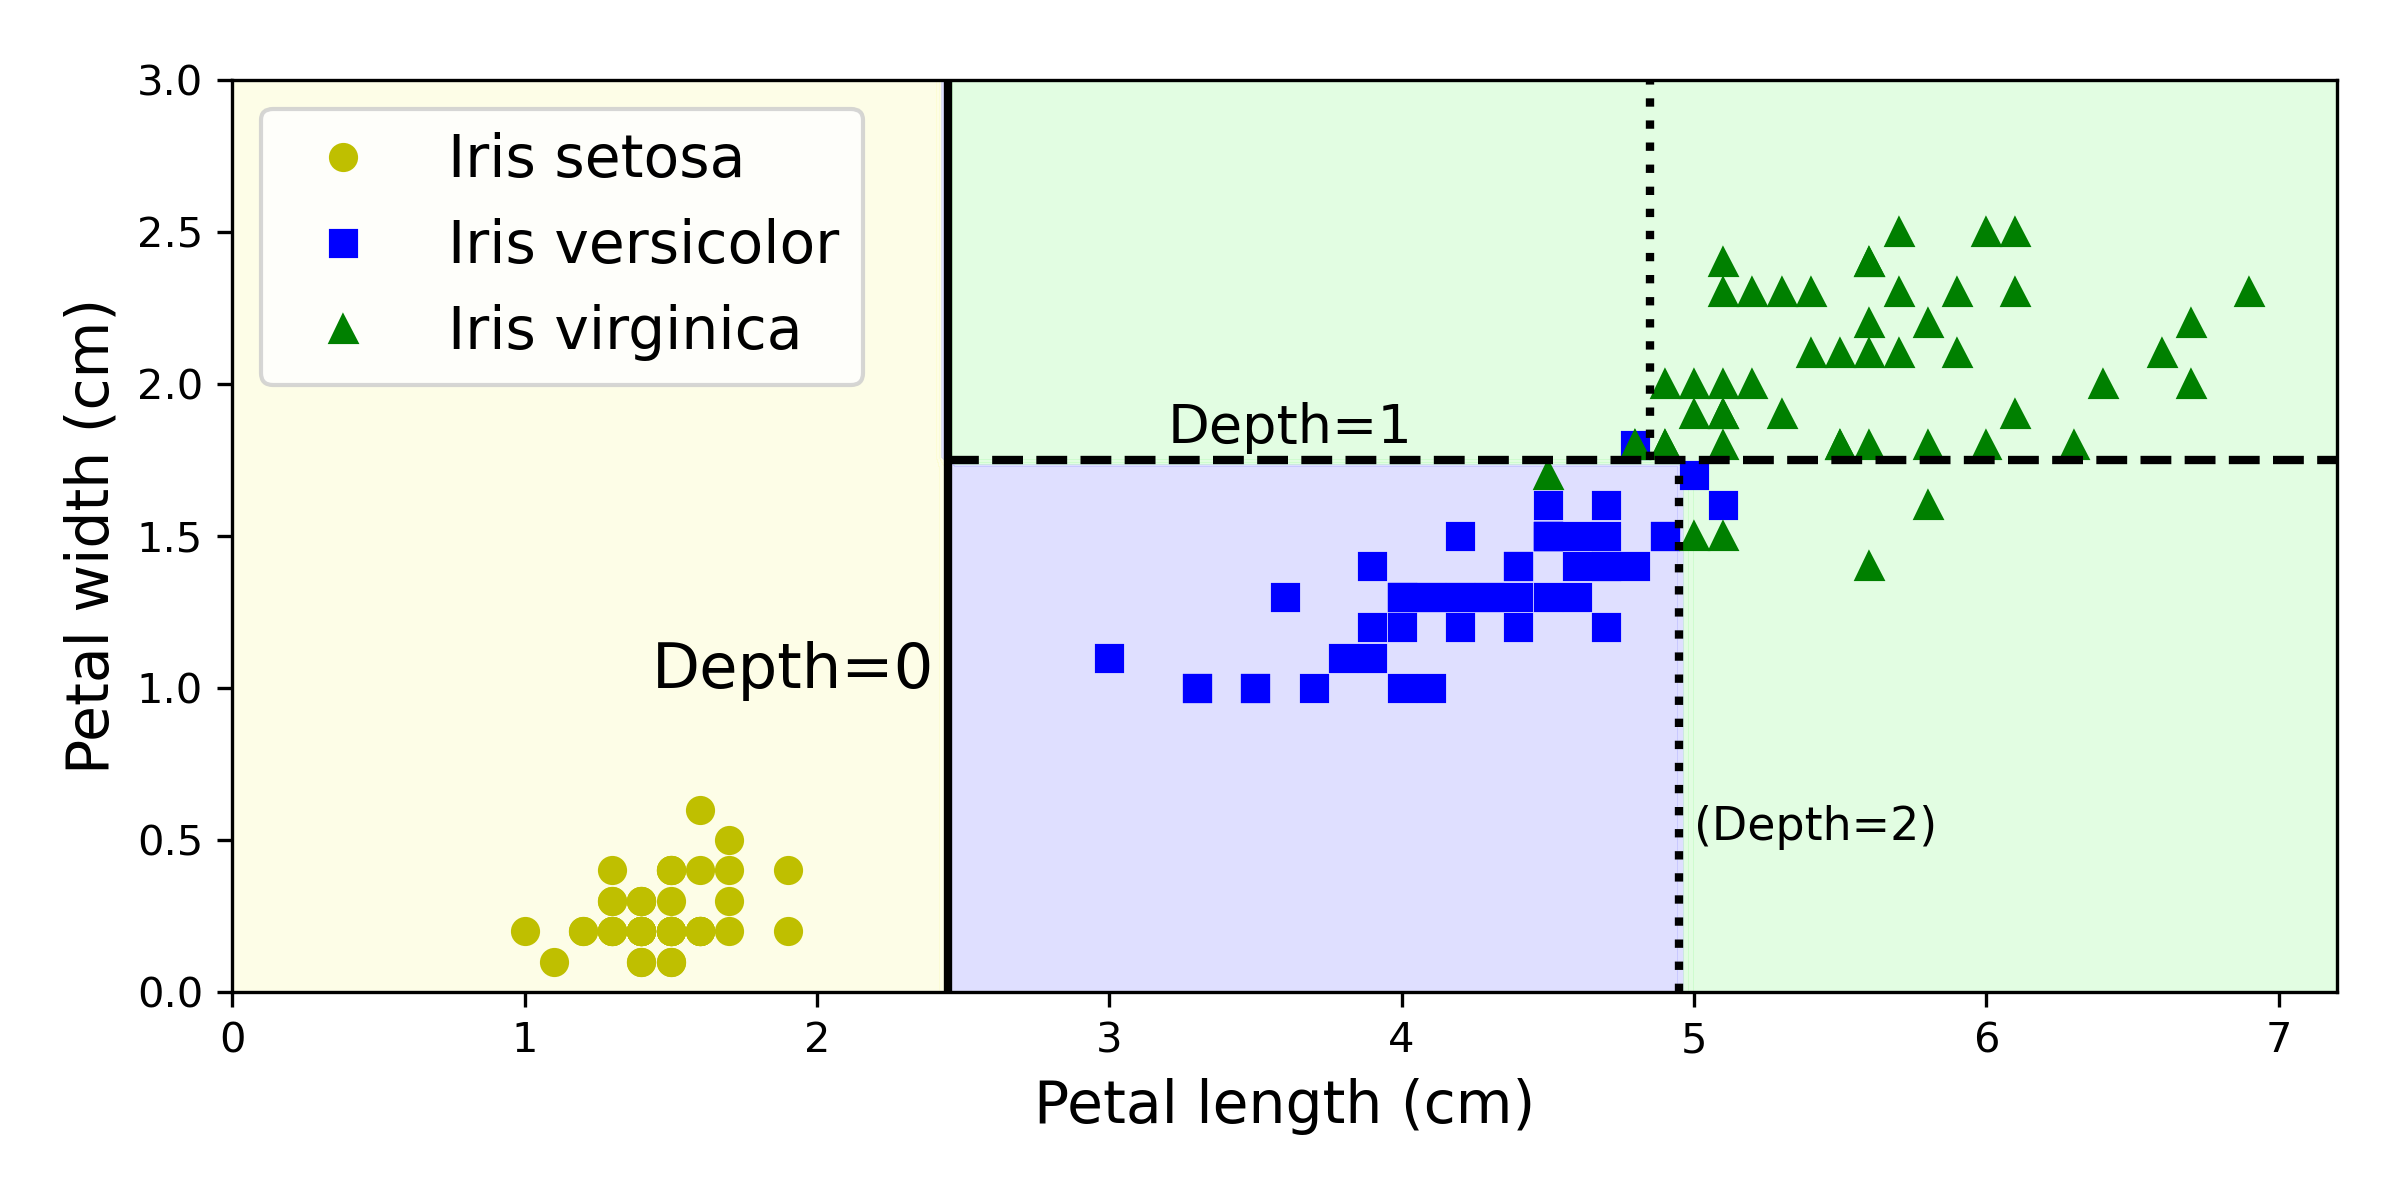 3.0
2.5
2.0
1.5
1.0
0.5
0.0
Petal width (cm)
Iris setosa
Iris versicolor
Iris virginica
Depth=1
Depth=0
(Depth=2)
0 1 2 3 4 5 6 7
Petal length (cm)